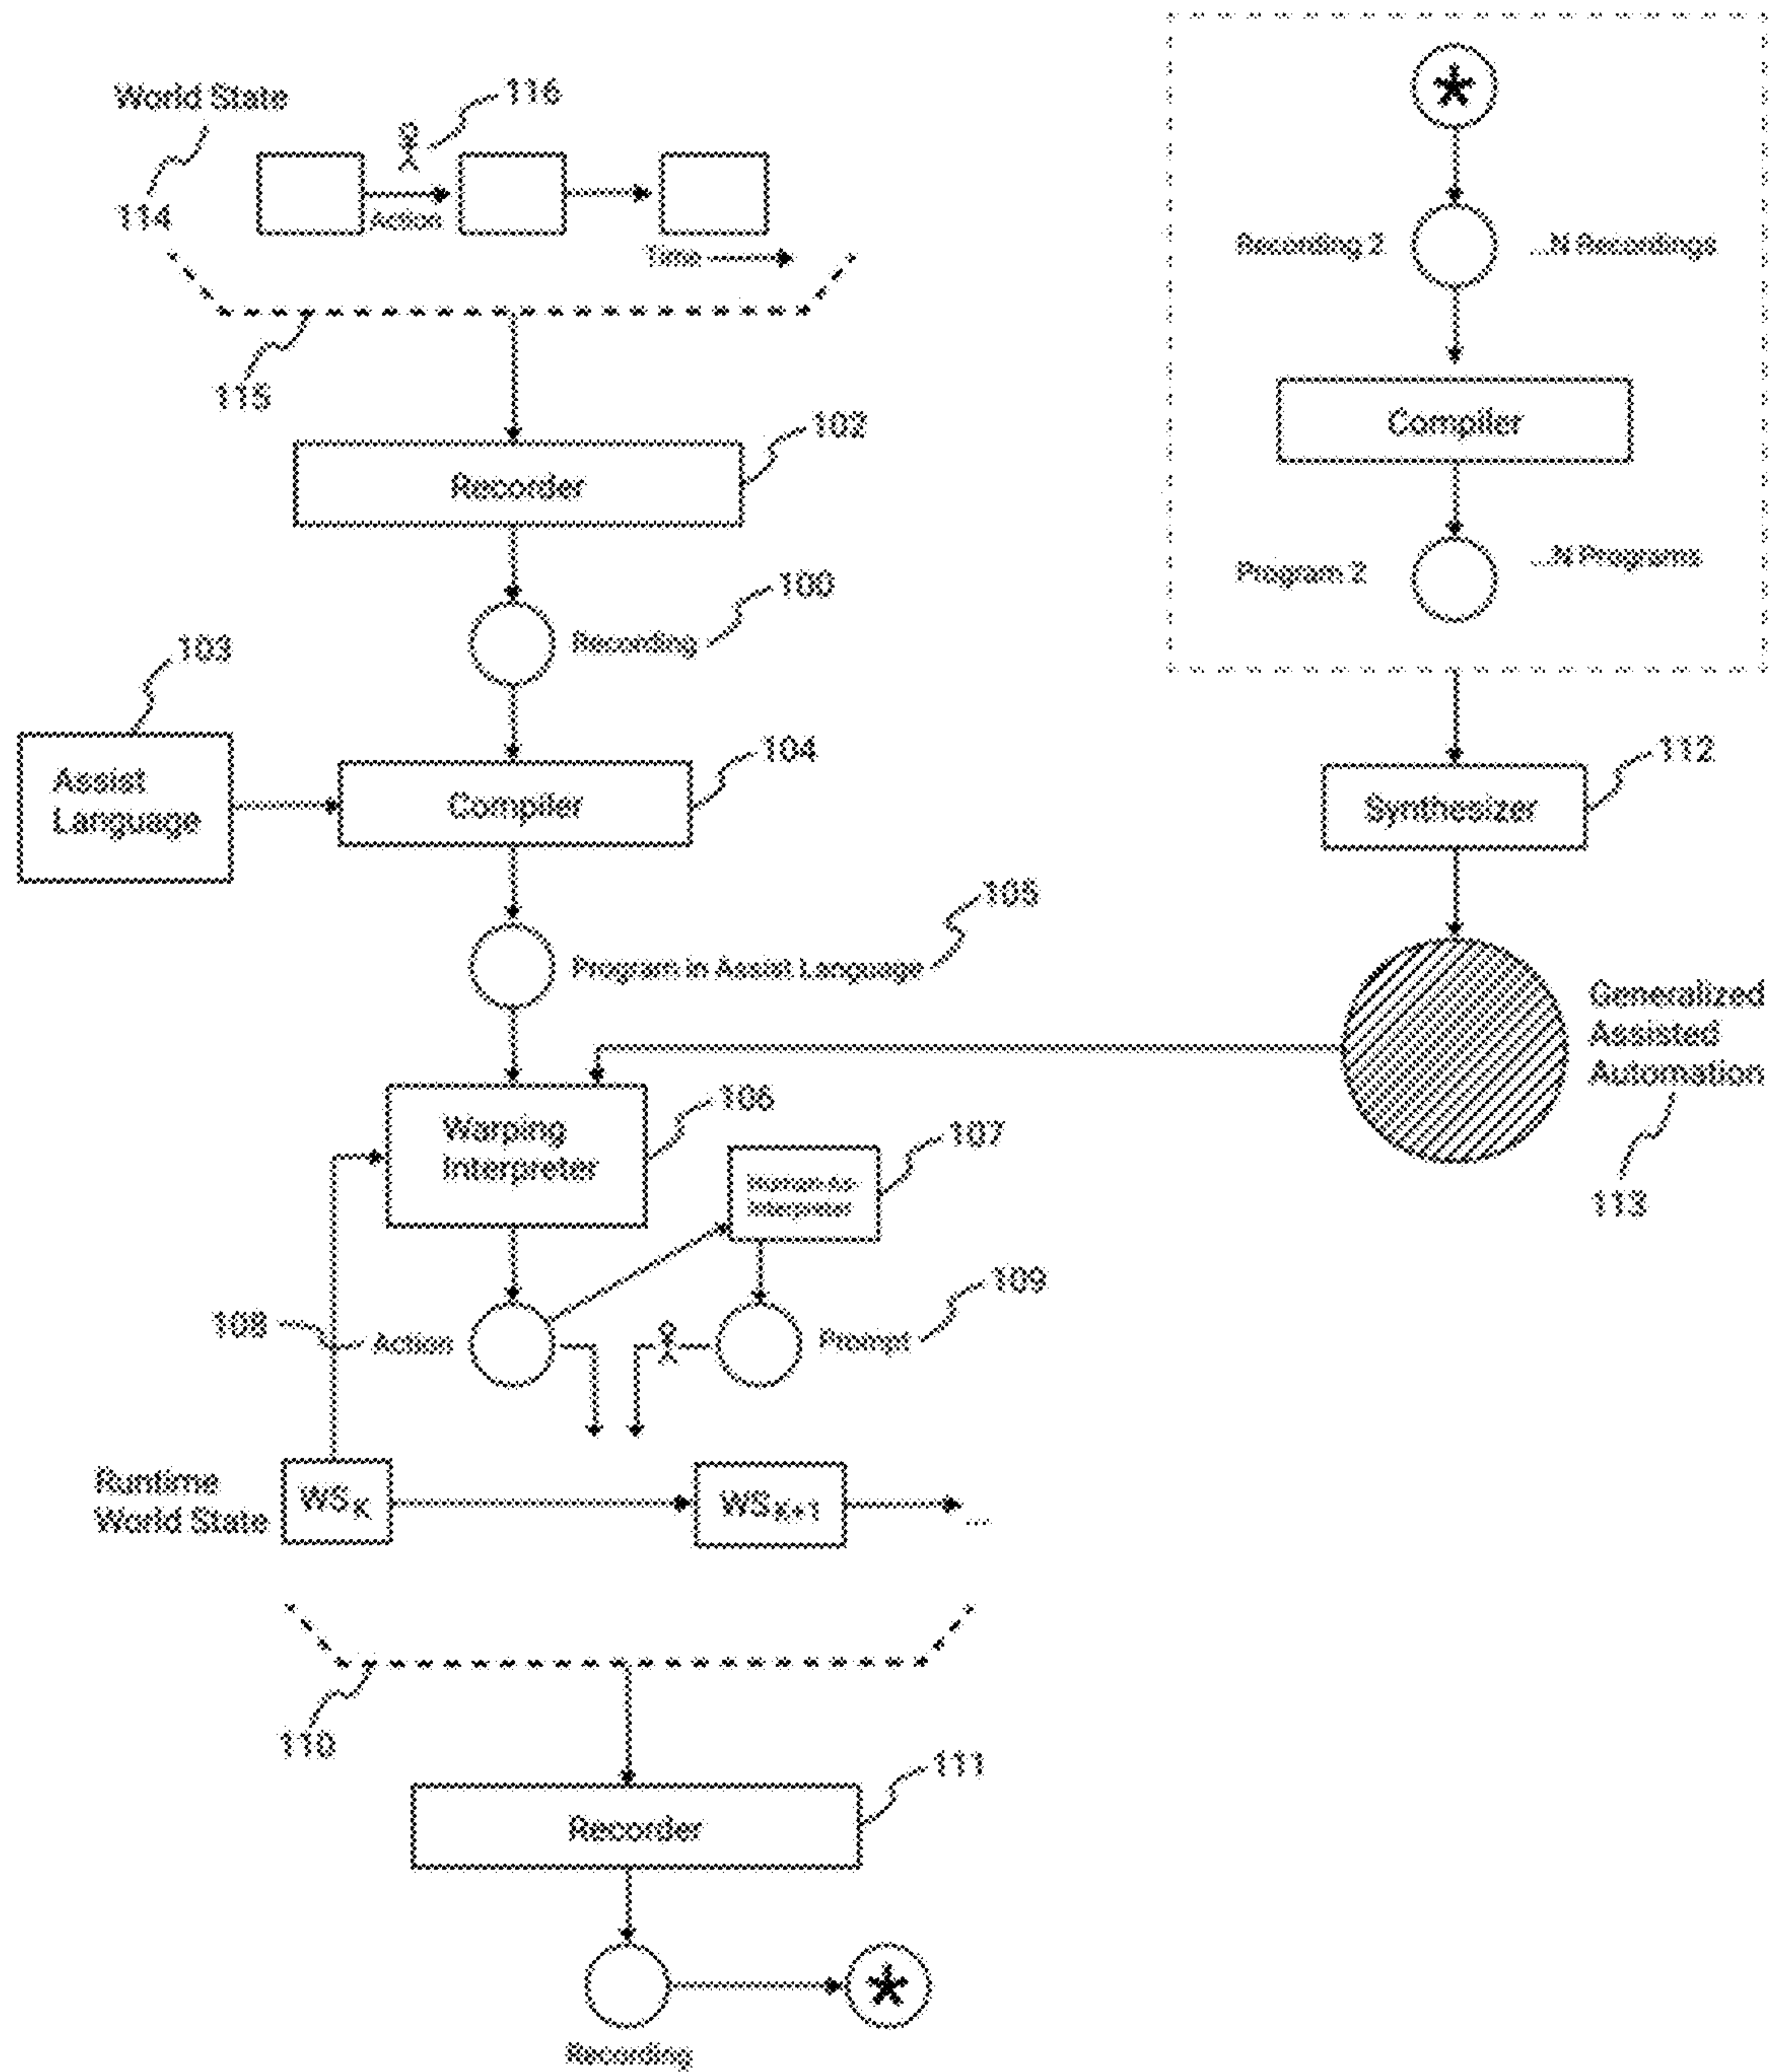 World State
116
114
Action
Time
115
102
Recorder
100
Recording
103
Assist
Language
104
Compiler
105
Program in Assist Language
106
Warping
Interpreter
107
Interpreter
108
Action
109
Prompt
Runtime
World State
WSK
WSK+1
...
110
111
Recorder
Recording
*
*
Recording 2
...N Recordings
Compiler
Program 2
...N Programs
112
Synthesizer
Generalized
Assisted
Automation
113